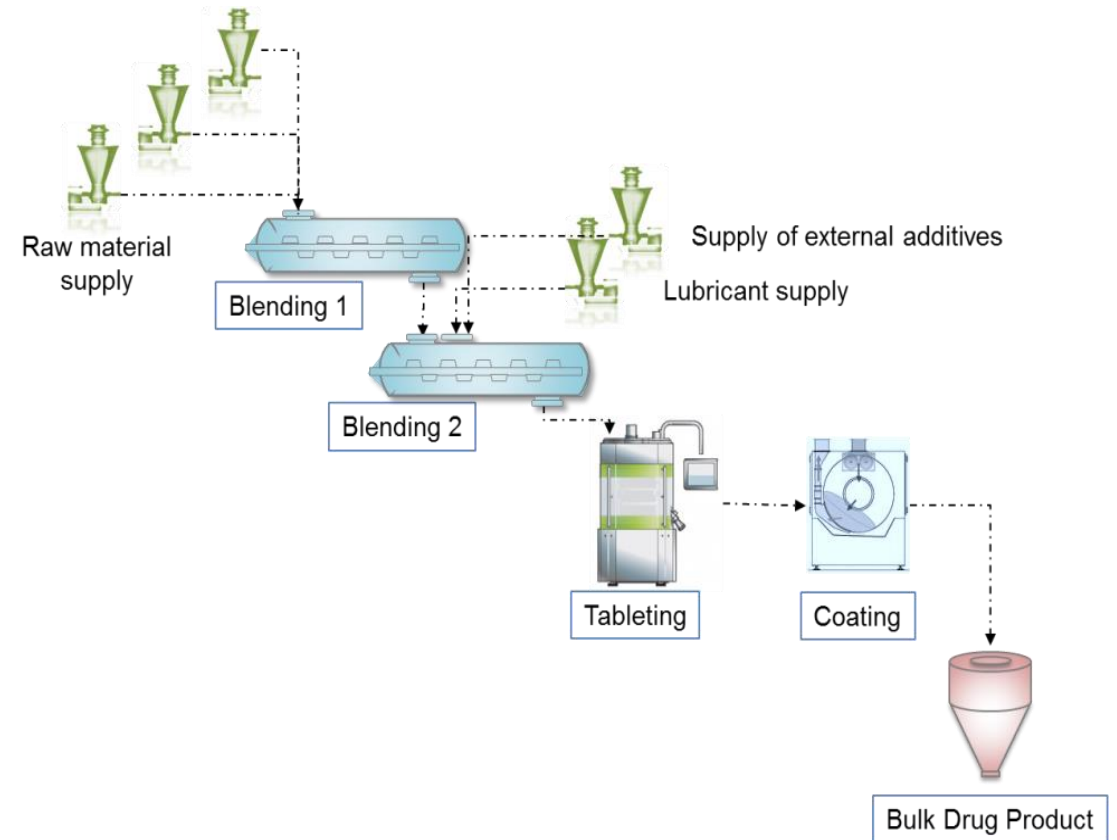 Raw material
supply
Supply of external additives
Lubricant supply
Blending 1
Blending 2
Tableting
Coating
Bulk Drug Product